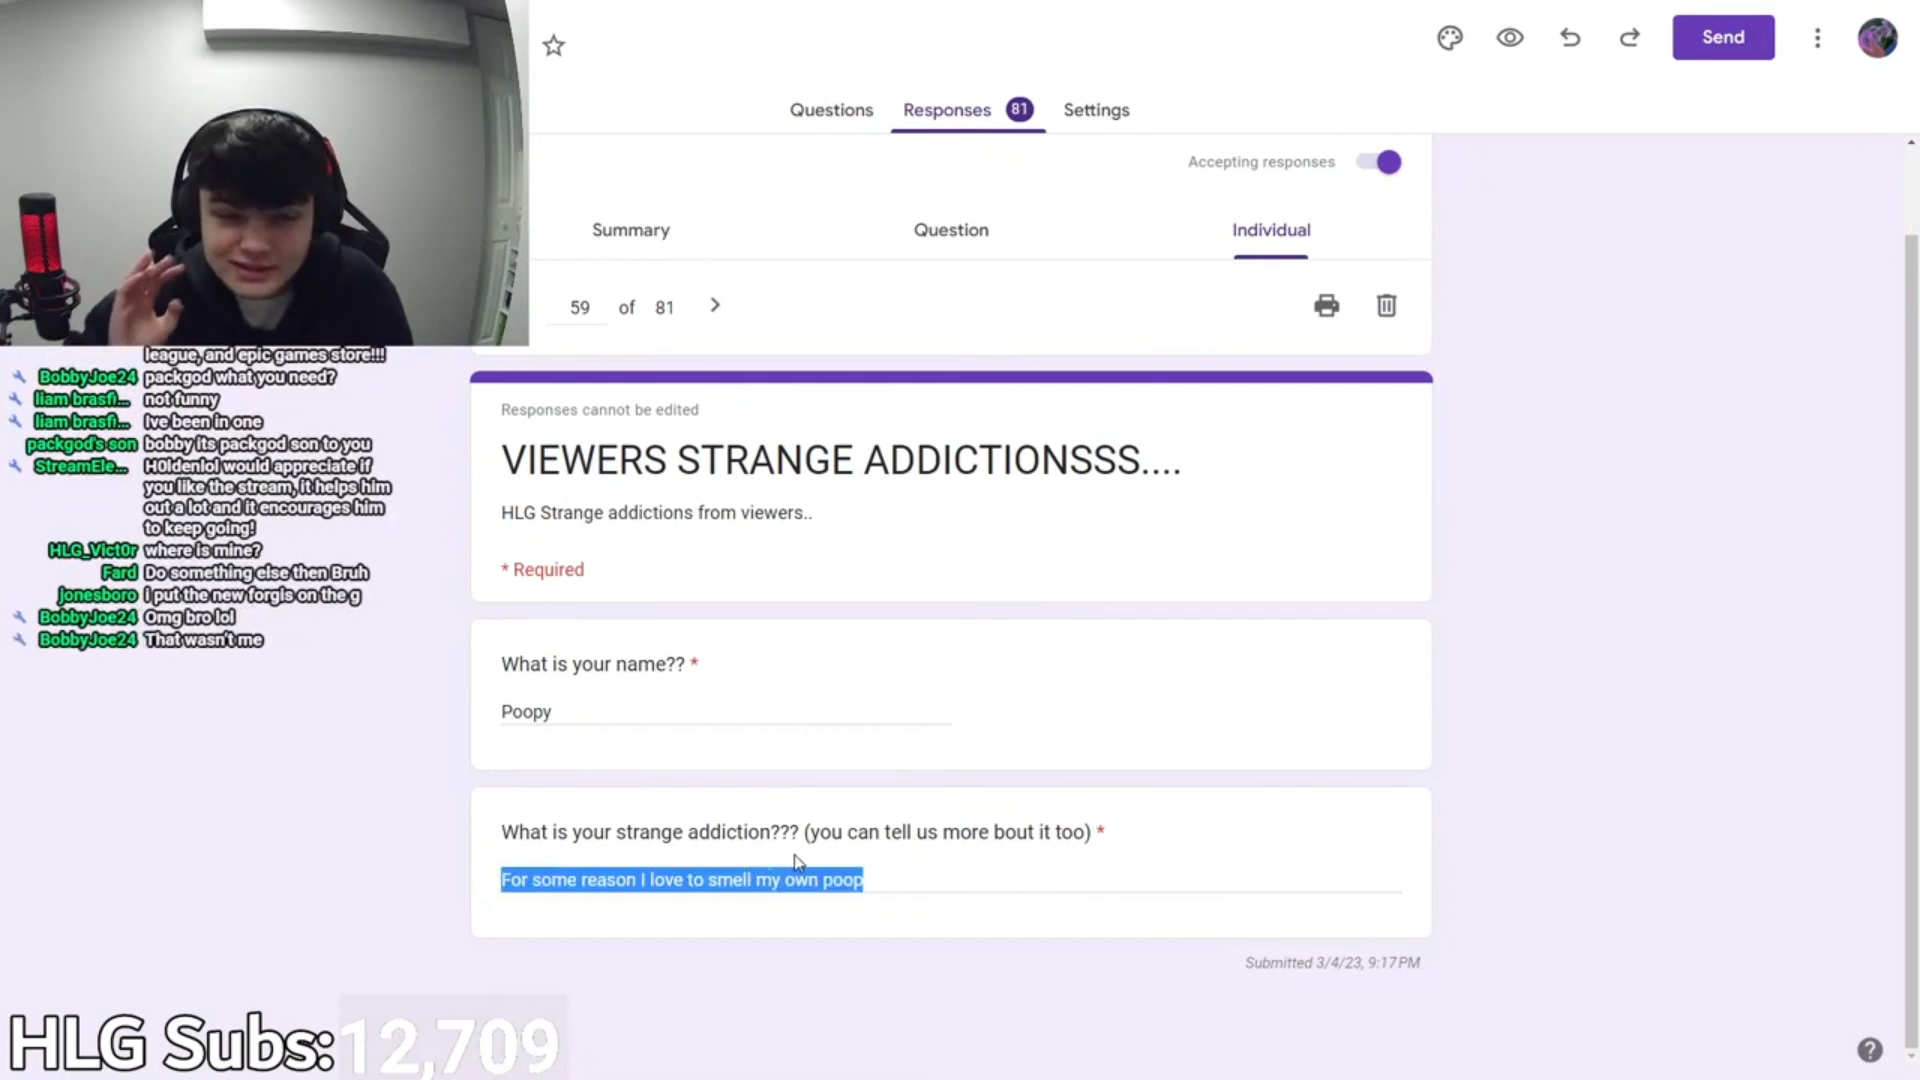 Send
Questions
Responses 81
Settings
Accepting responses
Summary
Question
Individual
59 of 81
league, and epic games store!!!
BobbyJoe24 packgod what you need?
liam brasfi... not funny
liam brasfi... Ive been in one
packgod's son bobby its packgod son to you
StreamEle... H0ldenlol would appreciate if
you like the stream, it helps him
out a lot and it encourages him
to keep going!
HLG_Vict0r where is mine?
Fard Do something else then Bruh
jonesboro i put the new forgis on the g
BobbyJoe24 Omg bro lol
BobbyJoe24 That wasn't me
Responses cannot be edited
VIEWERS STRANGE ADDICTIONSSS....
HLG Strange addictions from viewers..
* Required
What is your name?? *
Poopy
What is your strange addiction??? (you can tell us more bout it too) *
For some reason I love to smell my own poop
Submitted 3/4/23, 9:17 PM
HLG Subs: 12,709